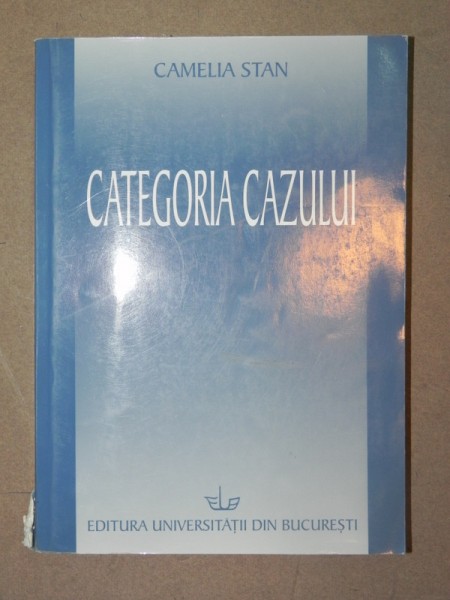 CAMELIA STAN
CATEGORIA CAZULUI
EDITURA UNIVERSITĂȚII DIN BUCUREȘTI